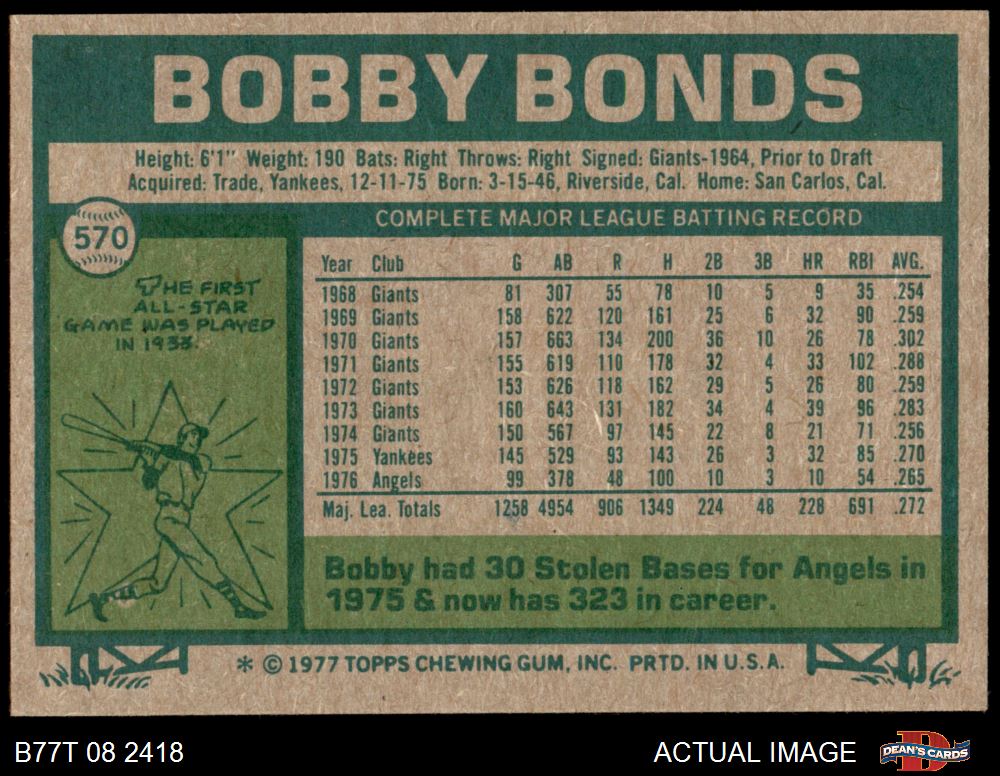 BOBBY BONDS
Height: 6'1" Weight: 190 Bats: Right Throws: Right Signed: Giants-1964, Prior to Draft
Acquired: Trade, Yankees, 12-11-75 Born: 3-15-46, Riverside, Cal. Home: San Carlos, Cal.
570
COMPLETE MAJOR LEAGUE BATTING RECORD
THE FIRST
ALL-STAR
GAME WAS PLAYED
IN 1933.
Year Club G AB R H 2B 3B HR RBI AVG.
1968 Giants 81 307 55 78 10 5 9 35 .254
1969 Giants 158 622 120 161 25 6 32 90 .259
1970 Giants 157 663 134 200 36 10 26 78 .302
1971 Giants 155 619 110 178 32 4 33 102 .288
1972 Giants 153 626 118 162 29 5 26 80 .259
1973 Giants 160 643 131 182 34 4 39 96 .283
1974 Giants 150 567 97 145 22 8 21 71 .256
1975 Yankees 145 529 93 143 26 3 32 85 .270
1976 Angels 99 378 48 100 10 3 10 54 .265
Maj. Lea. Totals 1258 4954 906 1349 224 48 228 691 .272
Bobby had 30 Stolen Bases for Angels in
1975 & now has 323 in career.
* © 1977 TOPPS CHEWING GUM, INC. PRTD. IN U.S.A.
B77T 08 2418
ACTUAL IMAGE
D
DEAN'S CARDS